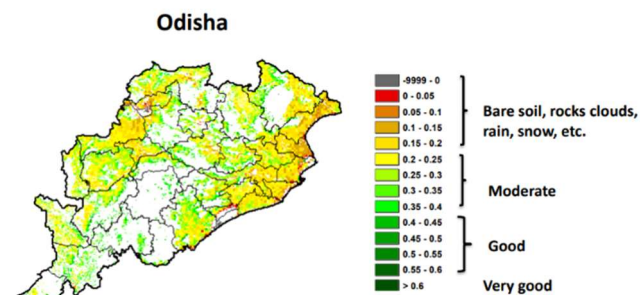 Odisha
-9999 - 0
0 - 0.05
0.05 - 0.1
0.1 - 0.15
0.15 - 0.2
0.2 - 0.25
0.25 - 0.3
0.3 - 0.35
0.35 - 0.4
0.4 - 0.45
0.45 - 0.5
0.5 - 0.55
0.55 - 0.6
> 0.6
Bare soil, rocks clouds,
rain, snow, etc.
Moderate
Good
Very good